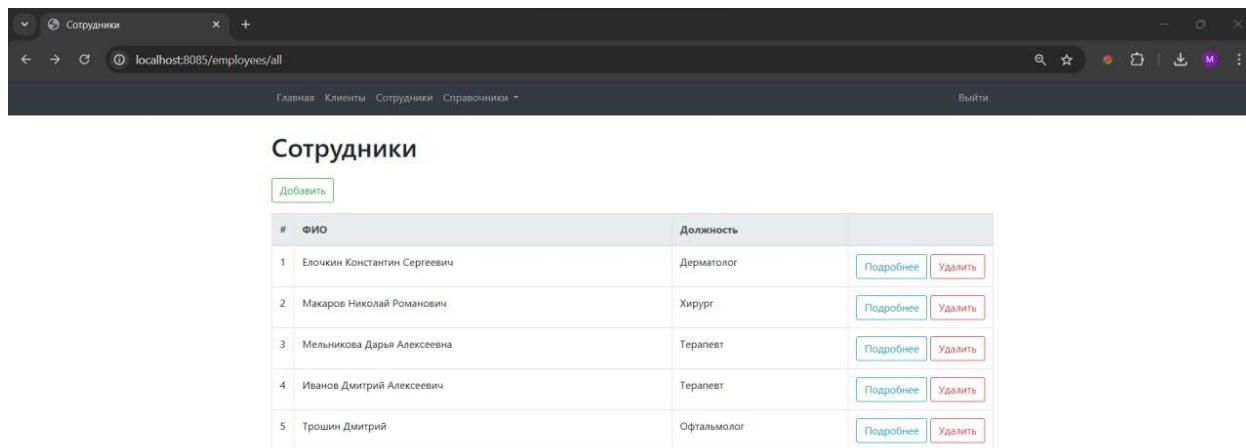 Сотрудники
localhost:8085/employees/all
M
Главная Клиенты Сотрудники Справочники Выйти
Сотрудники
Добавить
# ФИО Должность
1 Елочкин Константин Сергеевич Дерматолог Подробнее Удалить
2 Макаров Николай Романович Хирург Подробнее Удалить
3 Мельникова Дарья Алексеевна Терапевт Подробнее Удалить
4 Иванов Дмитрий Алексеевич Терапевт Подробнее Удалить
5 Трошин Дмитрий Офтальмолог Подробнее Удалить